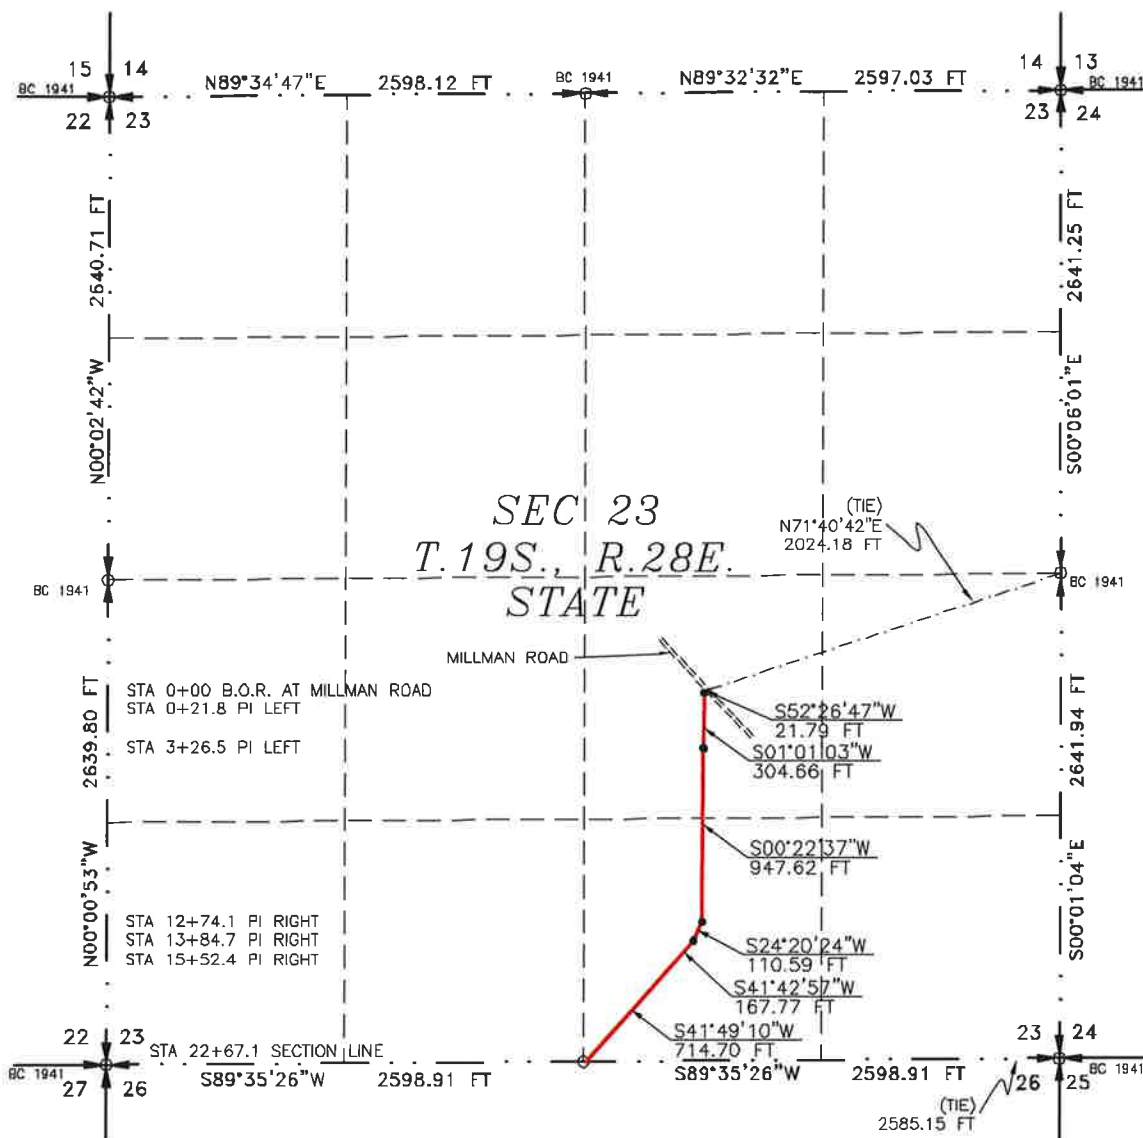 15 14
14 13
BC 1941
N89°34'47"E 2598.12 FT
BC 1941
N89°32'32"E 2597.03 FT
BC 1941
22 23
23 24
2640.71 FT
2641.25 FT
N00°02'42"W
S00°06'01"E
SEC 23
T.19S., R.28E.
STATE
(TIE)
N71°40'42"E
2024.18 FT
BC 1941
BC 1941
MILLMAN ROAD
STA 0+00 B.O.R. AT MILLMAN ROAD
STA 0+21.8 PI LEFT
STA 3+26.5 PI LEFT
2639.80 FT
2641.94 FT
S52°26'47"W
21.79 FT
S01°01'03"W
304.66 FT
S00°22'37"W
947.62 FT
N00°00'53"W
S00°01'04"E
STA 12+74.1 PI RIGHT
STA 13+84.7 PI RIGHT
STA 15+52.4 PI RIGHT
S24°20'24"W
110.59 FT
S41°42'57"W
167.77 FT
S41°49'10"W
714.70 FT
22 23
23 24
STA 22+67.1 SECTION LINE
BC 1941
S89°35'26"W 2598.91 FT
S89°35'26"W 2598.91 FT
BC 1941
27 26
26 25
(TIE)
2585.15 FT